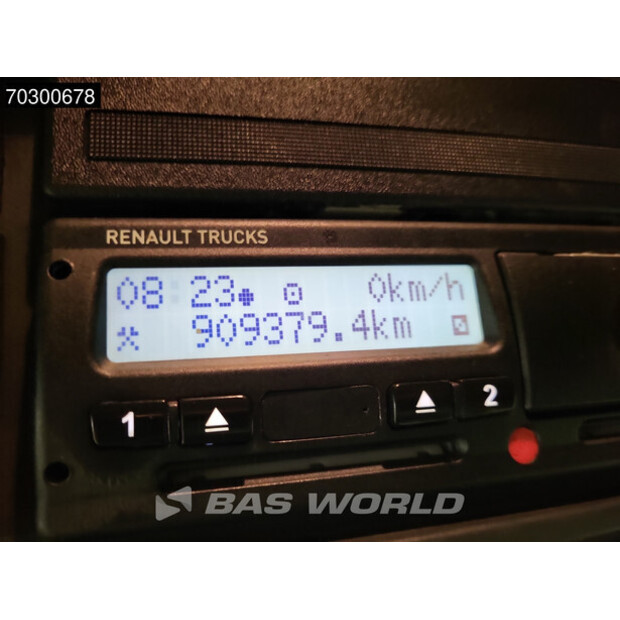 70300678
RENAULT TRUCKS
08:23 0km/h
909379.4km
1 2
BAS WORLD